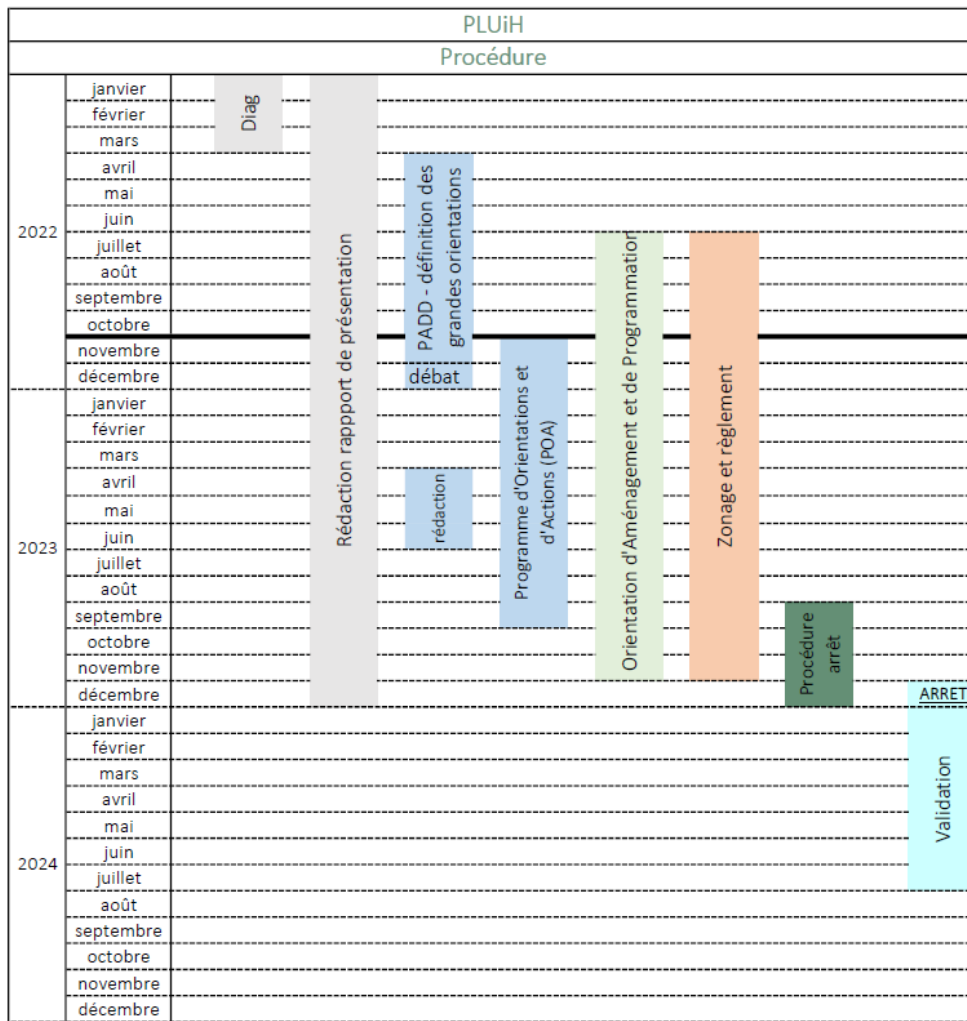 PLUiH
Procédure
2022
janvier
février
mars
avril
mai
juin
juillet
août
septembre
octobre
novembre
décembre
2023
janvier
février
mars
avril
mai
juin
juillet
août
septembre
octobre
novembre
décembre
2024
janvier
février
mars
avril
mai
juin
juillet
août
septembre
octobre
novembre
décembre
Diag
Rédaction rappport de présentation
PADD - définition des
grandes orientations
débat
rédaction
Programme d'Orientations et
d'Actions (POA)
Orientation d'Aménagement et de Programmation
Zonage et règlement
Procédure
arrêt
ARRET
Validation